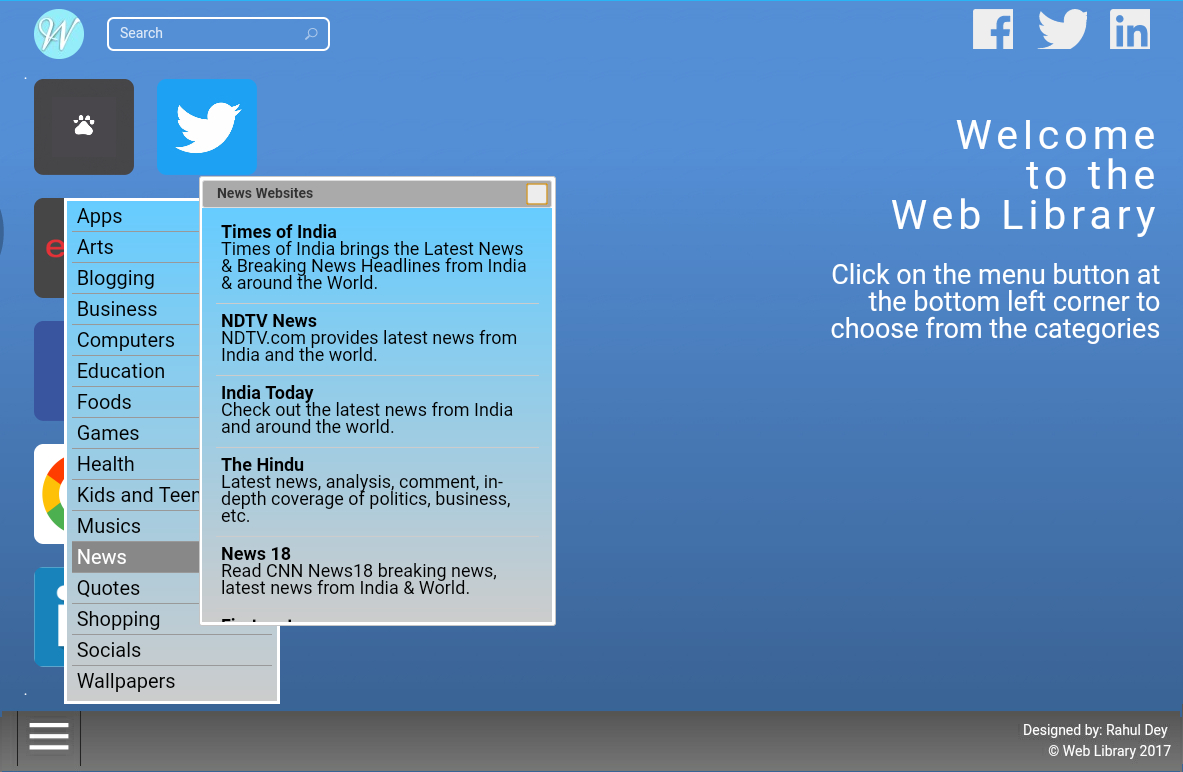 W
Search
Welcome
to the
Web Library
Click on the menu button at
the bottom left corner to
choose from the categories
Apps
Arts
Blogging
Business
Computers
Education
Foods
Games
Health
Kids and Teen
Musics
News
Quotes
Shopping
Socials
Wallpapers
News Websites
Times of India
Times of India brings the Latest News
& Breaking News Headlines from India
& around the World.
NDTV News
NDTV.com provides latest news from
India and the world.
India Today
Check out the latest news from India
and around the world.
The Hindu
Latest news, analysis, comment, in-
depth coverage of politics, business,
etc.
News 18
Read CNN News18 breaking news,
latest news from India & World.
Designed by: Rahul Dey
© Web Library 2017